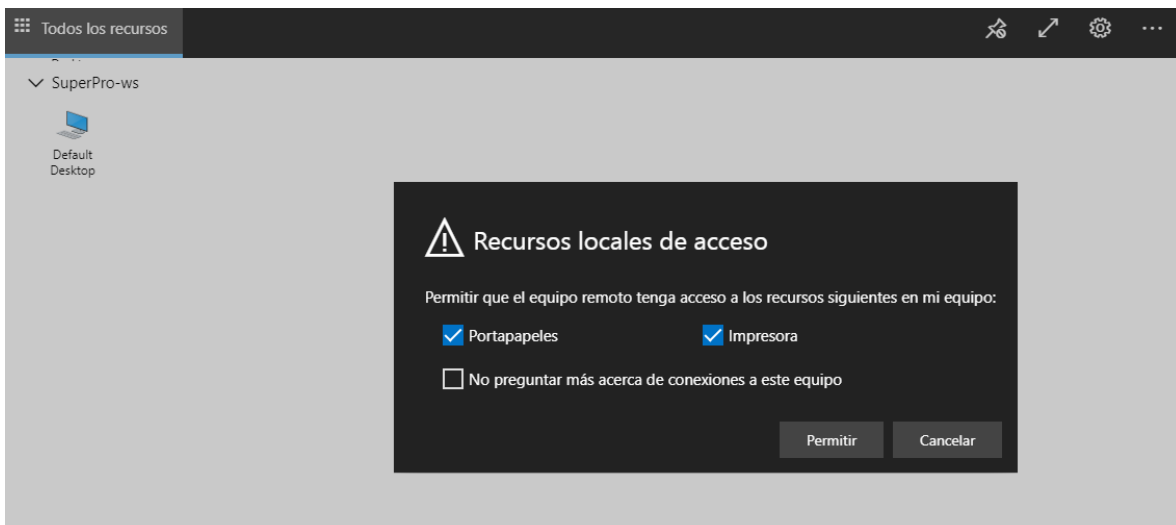 Todos los recursos
SuperPro-ws
Default
Desktop
Recursos locales de acceso
Permitir que el equipo remoto tenga acceso a los recursos siguientes en mi equipo:
Portapapeles
Impresora
No preguntar más acerca de conexiones a este equipo
Permitir
Cancelar